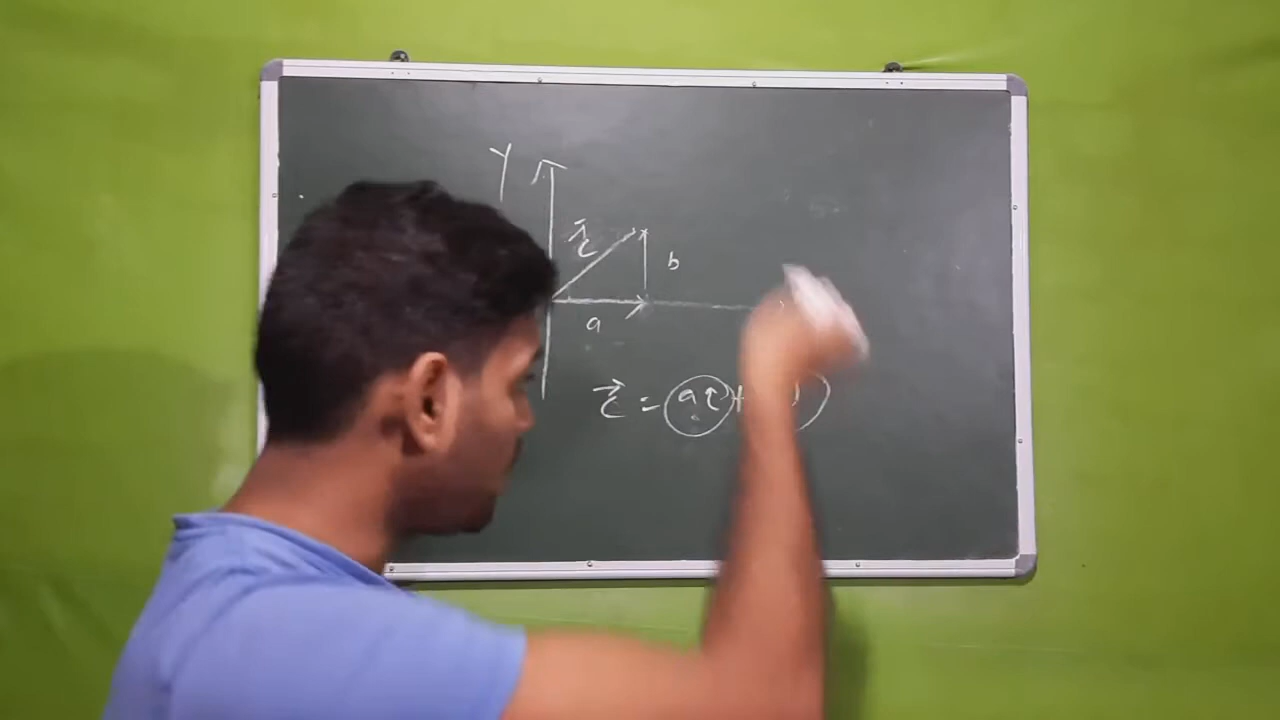 Y
c⃗
b
a
c⃗ = aî +